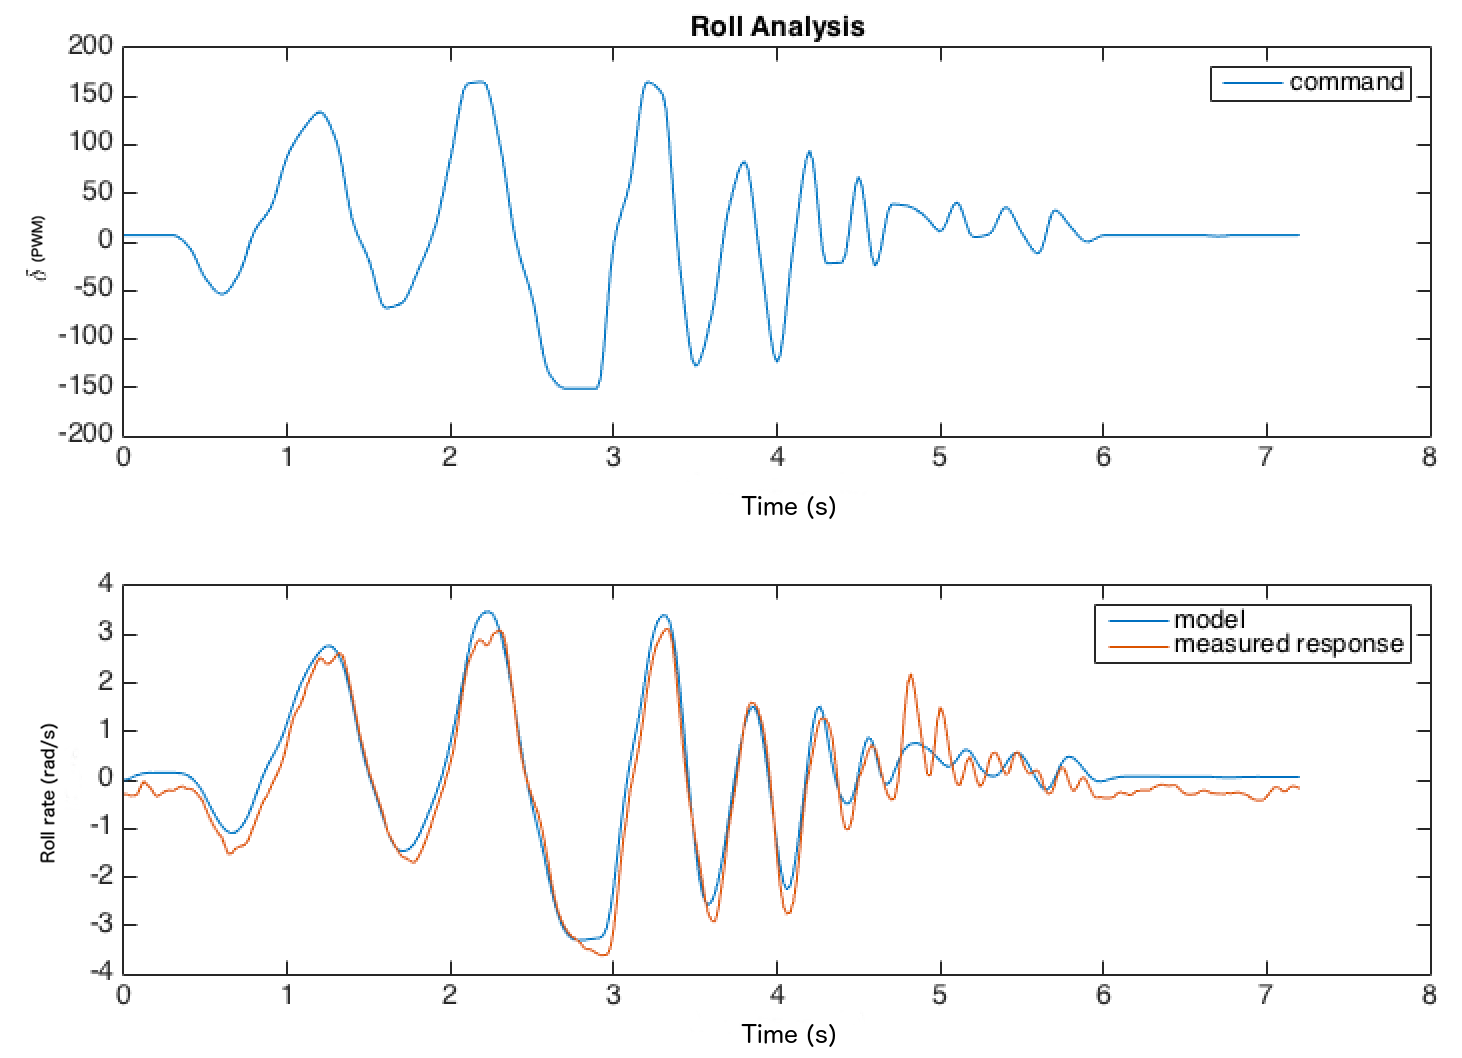 Roll Analysis
200
150
100
50
0
-50
-100
-150
-200
δ̄ (PWM)
command
0 1 2 3 4 5 6 7 8
Time (s)
4
3
2
1
0
-1
-2
-3
-4
Roll rate (rad/s)
model
measured response
0 1 2 3 4 5 6 7 8
Time (s)